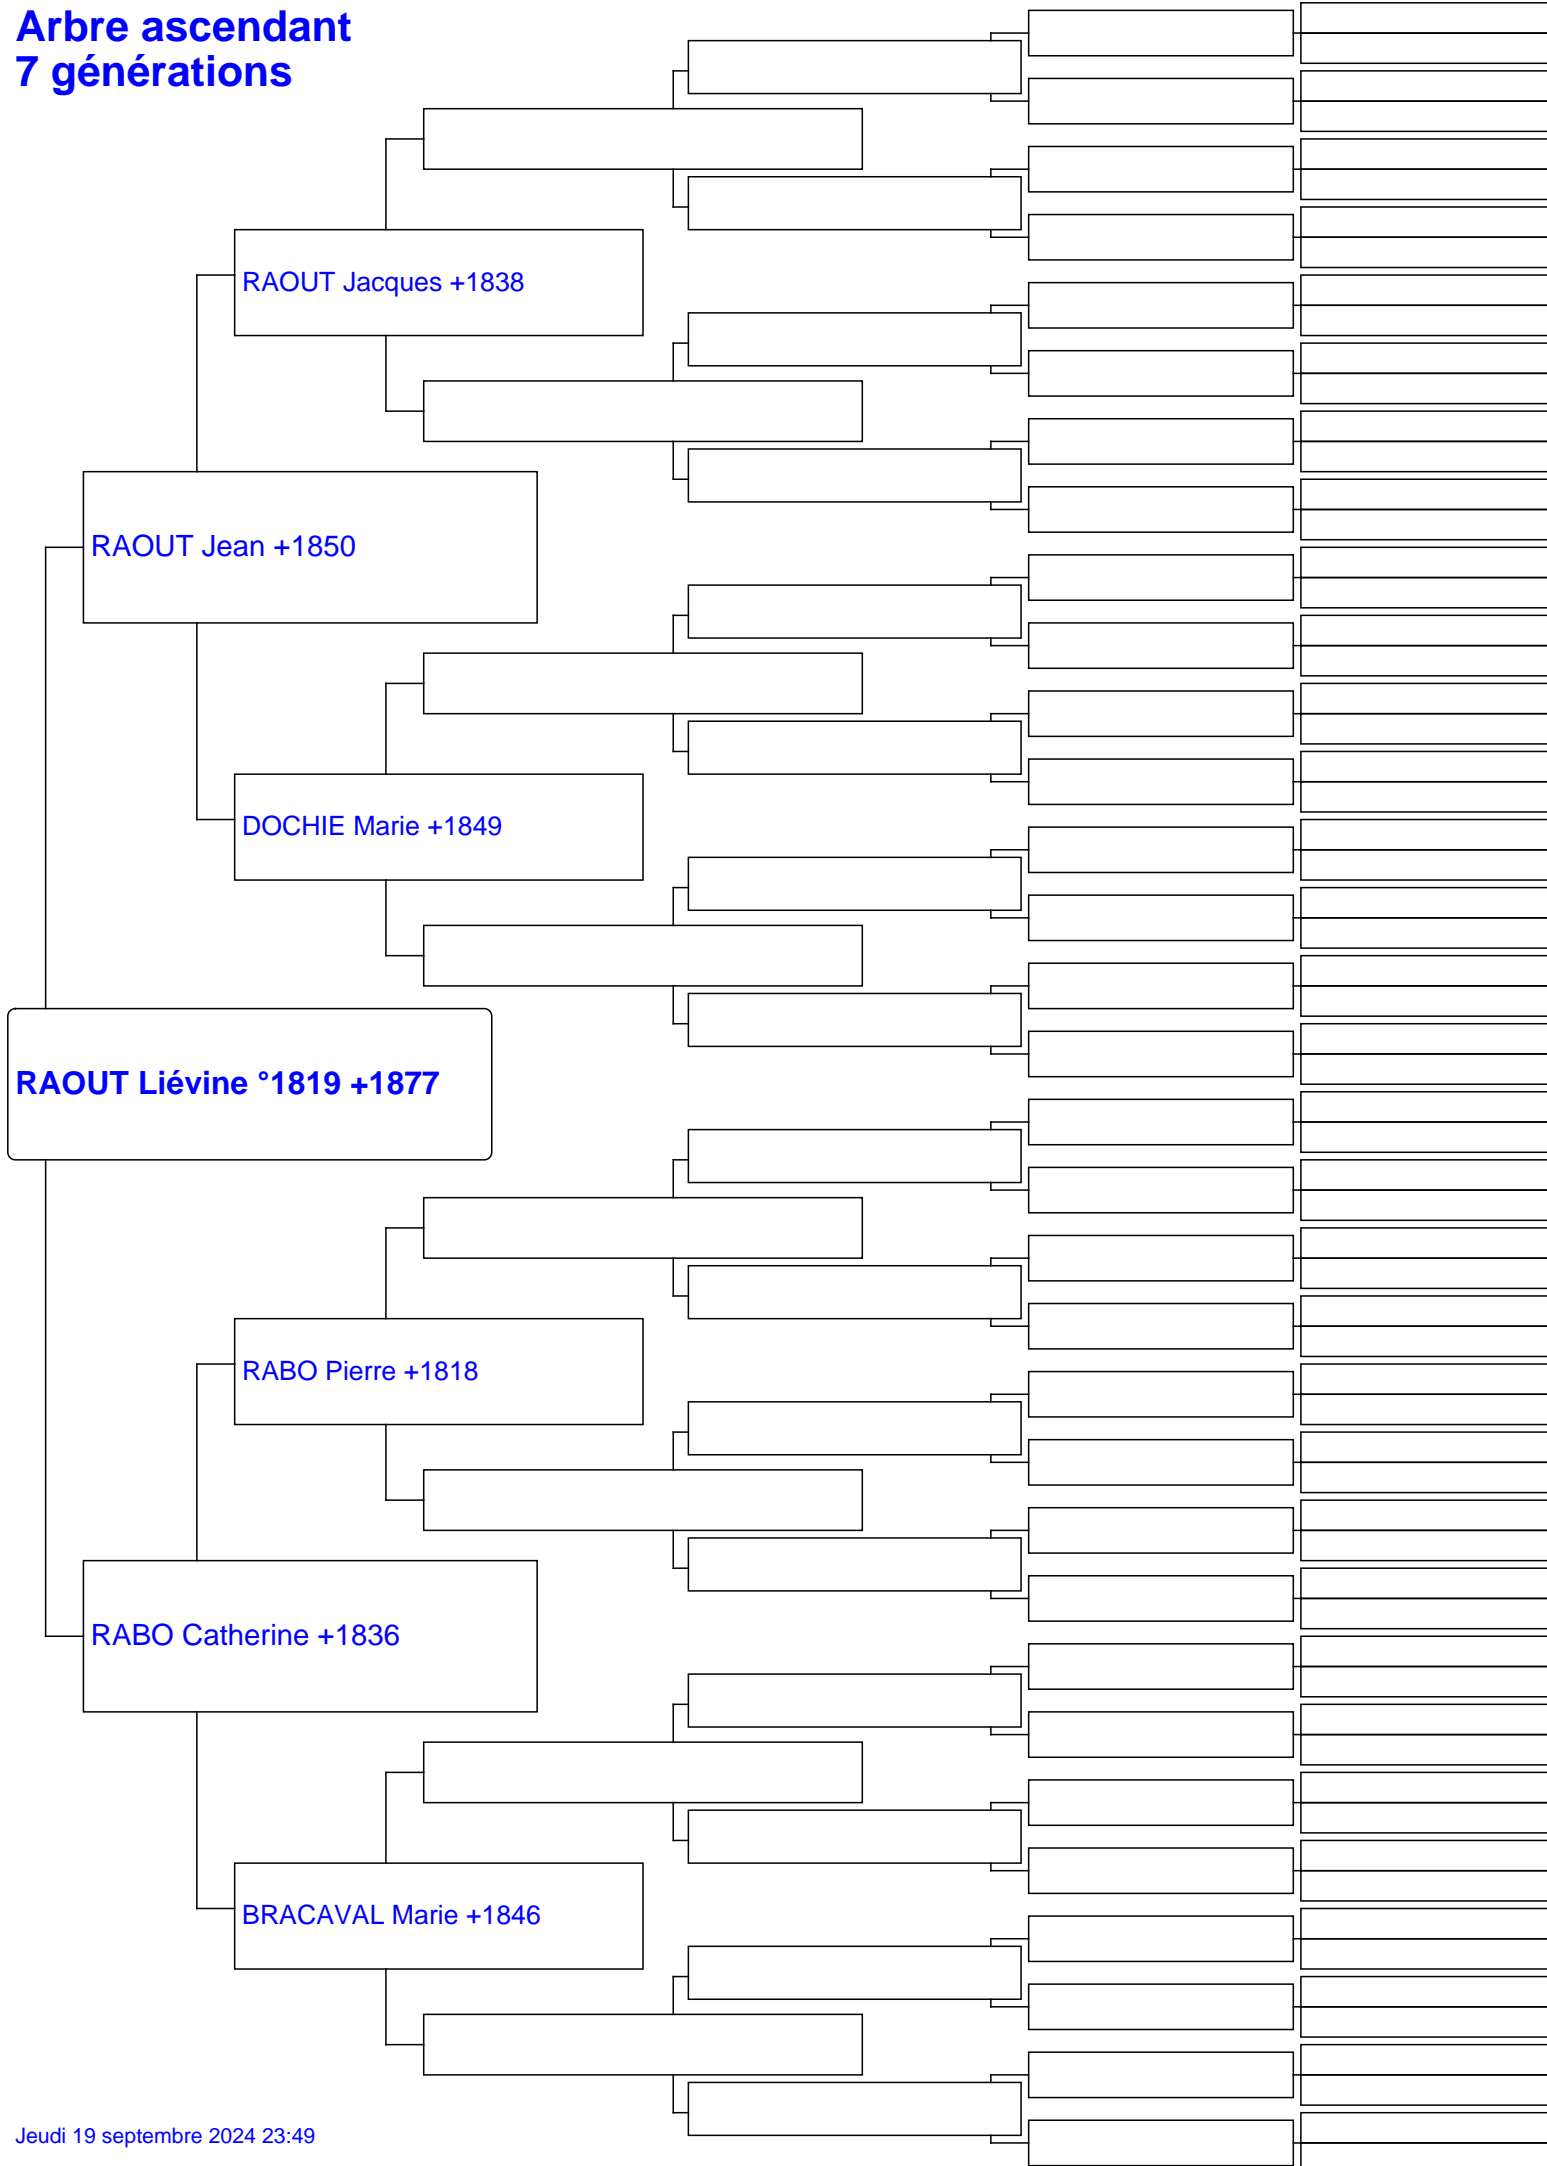 Arbre ascendant
7 générations
RAOUT Jacques +1838
RAOUT Jean +1850
DOCHIE Marie +1849
RAOUT Liévine °1819 +1877
RABO Pierre +1818
RABO Catherine +1836
BRACAVAL Marie +1846
Jeudi 19 septembre 2024 23:49